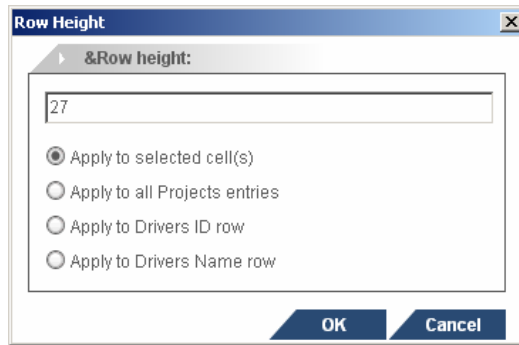 Row Height
&Row height:
27
Apply to selected cell(s)
Apply to all Projects entries
Apply to Drivers ID row
Apply to Drivers Name row
OK Cancel